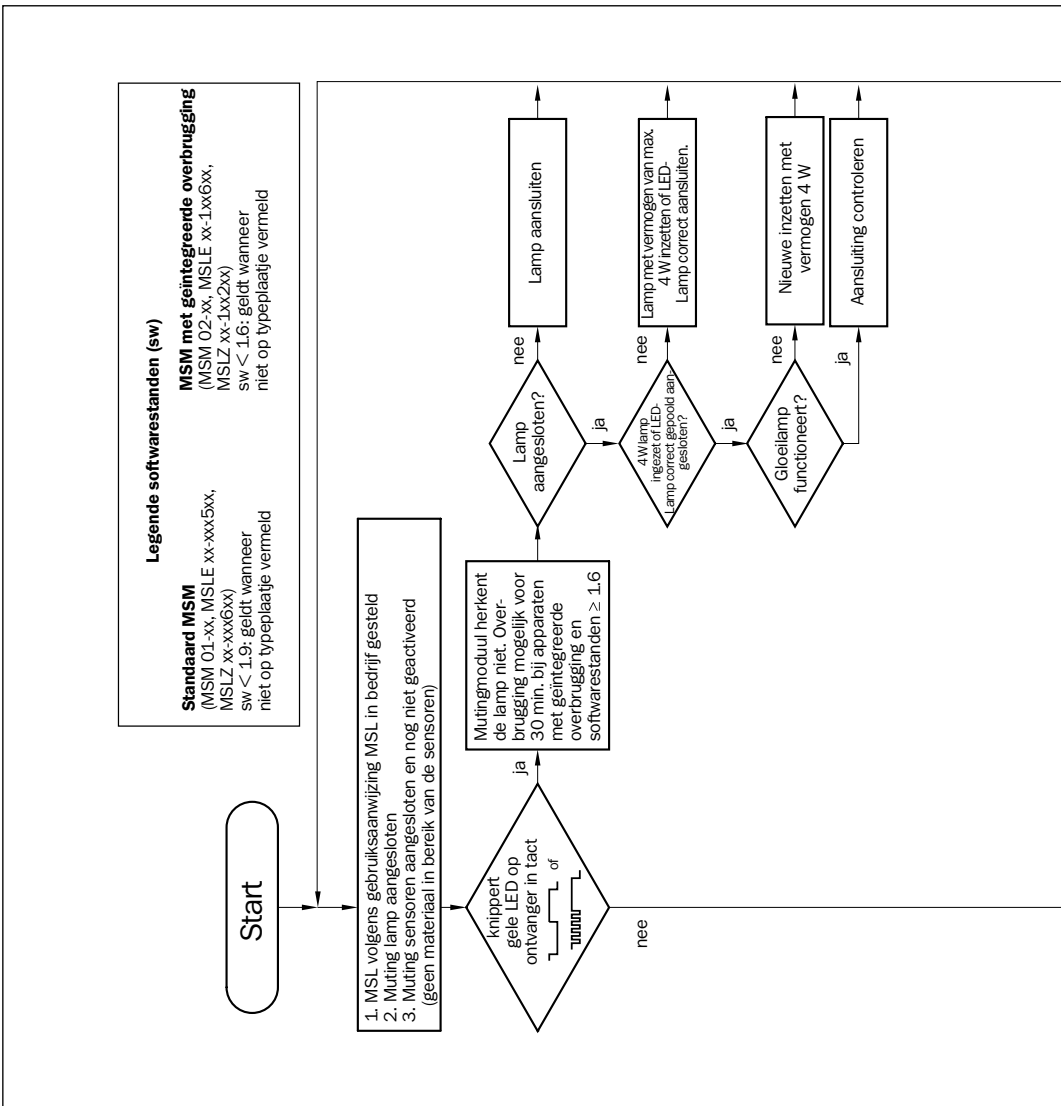 Start
Legende softwarestanden (sw)
Standaard MSM
(MSM 01-xx, MSLE xx-xxx5xx,
MSLZ xx-xxx6xx)
sw < 1.9: geldt wanneer
niet op typeplaatje vermeld
MSM met geïntegreerde overbrugging
(MSM 02-xx, MSLE xx-1xx6xx,
MSLZ xx-1xx2xx)
sw < 1.6: geldt wanneer
niet op typeplaatje vermeld
1. MSL volgens gebruiksaanwijzing MSL in bedrijf gesteld
2. Muting lamp aangesloten
3. Muting sensoren aangesloten en nog niet geactiveerd
(geen materiaal in bereik van de sensoren)
knippert
gele LED op
ontvanger in tact
of
ja
nee
Mutingmoduul herkent
de lamp niet. Over-
brugging mogelijk voor
30 min. bij apparaten
met geïntegreerde
overbrugging en
softwarestanden ≥ 1.6
Lamp
aangesloten?
nee
Lamp aansluiten
ja
4 W lamp
ingezet of LED-
Lamp correct gepoold aan-
gesloten?
nee
Lamp met vermogen van max.
4 W inzetten of LED-
Lamp correct aansluiten.
ja
Gloeilamp
functioneert?
nee
Nieuwe inzetten met
vermogen 4 W
ja
Aansluiting controleren